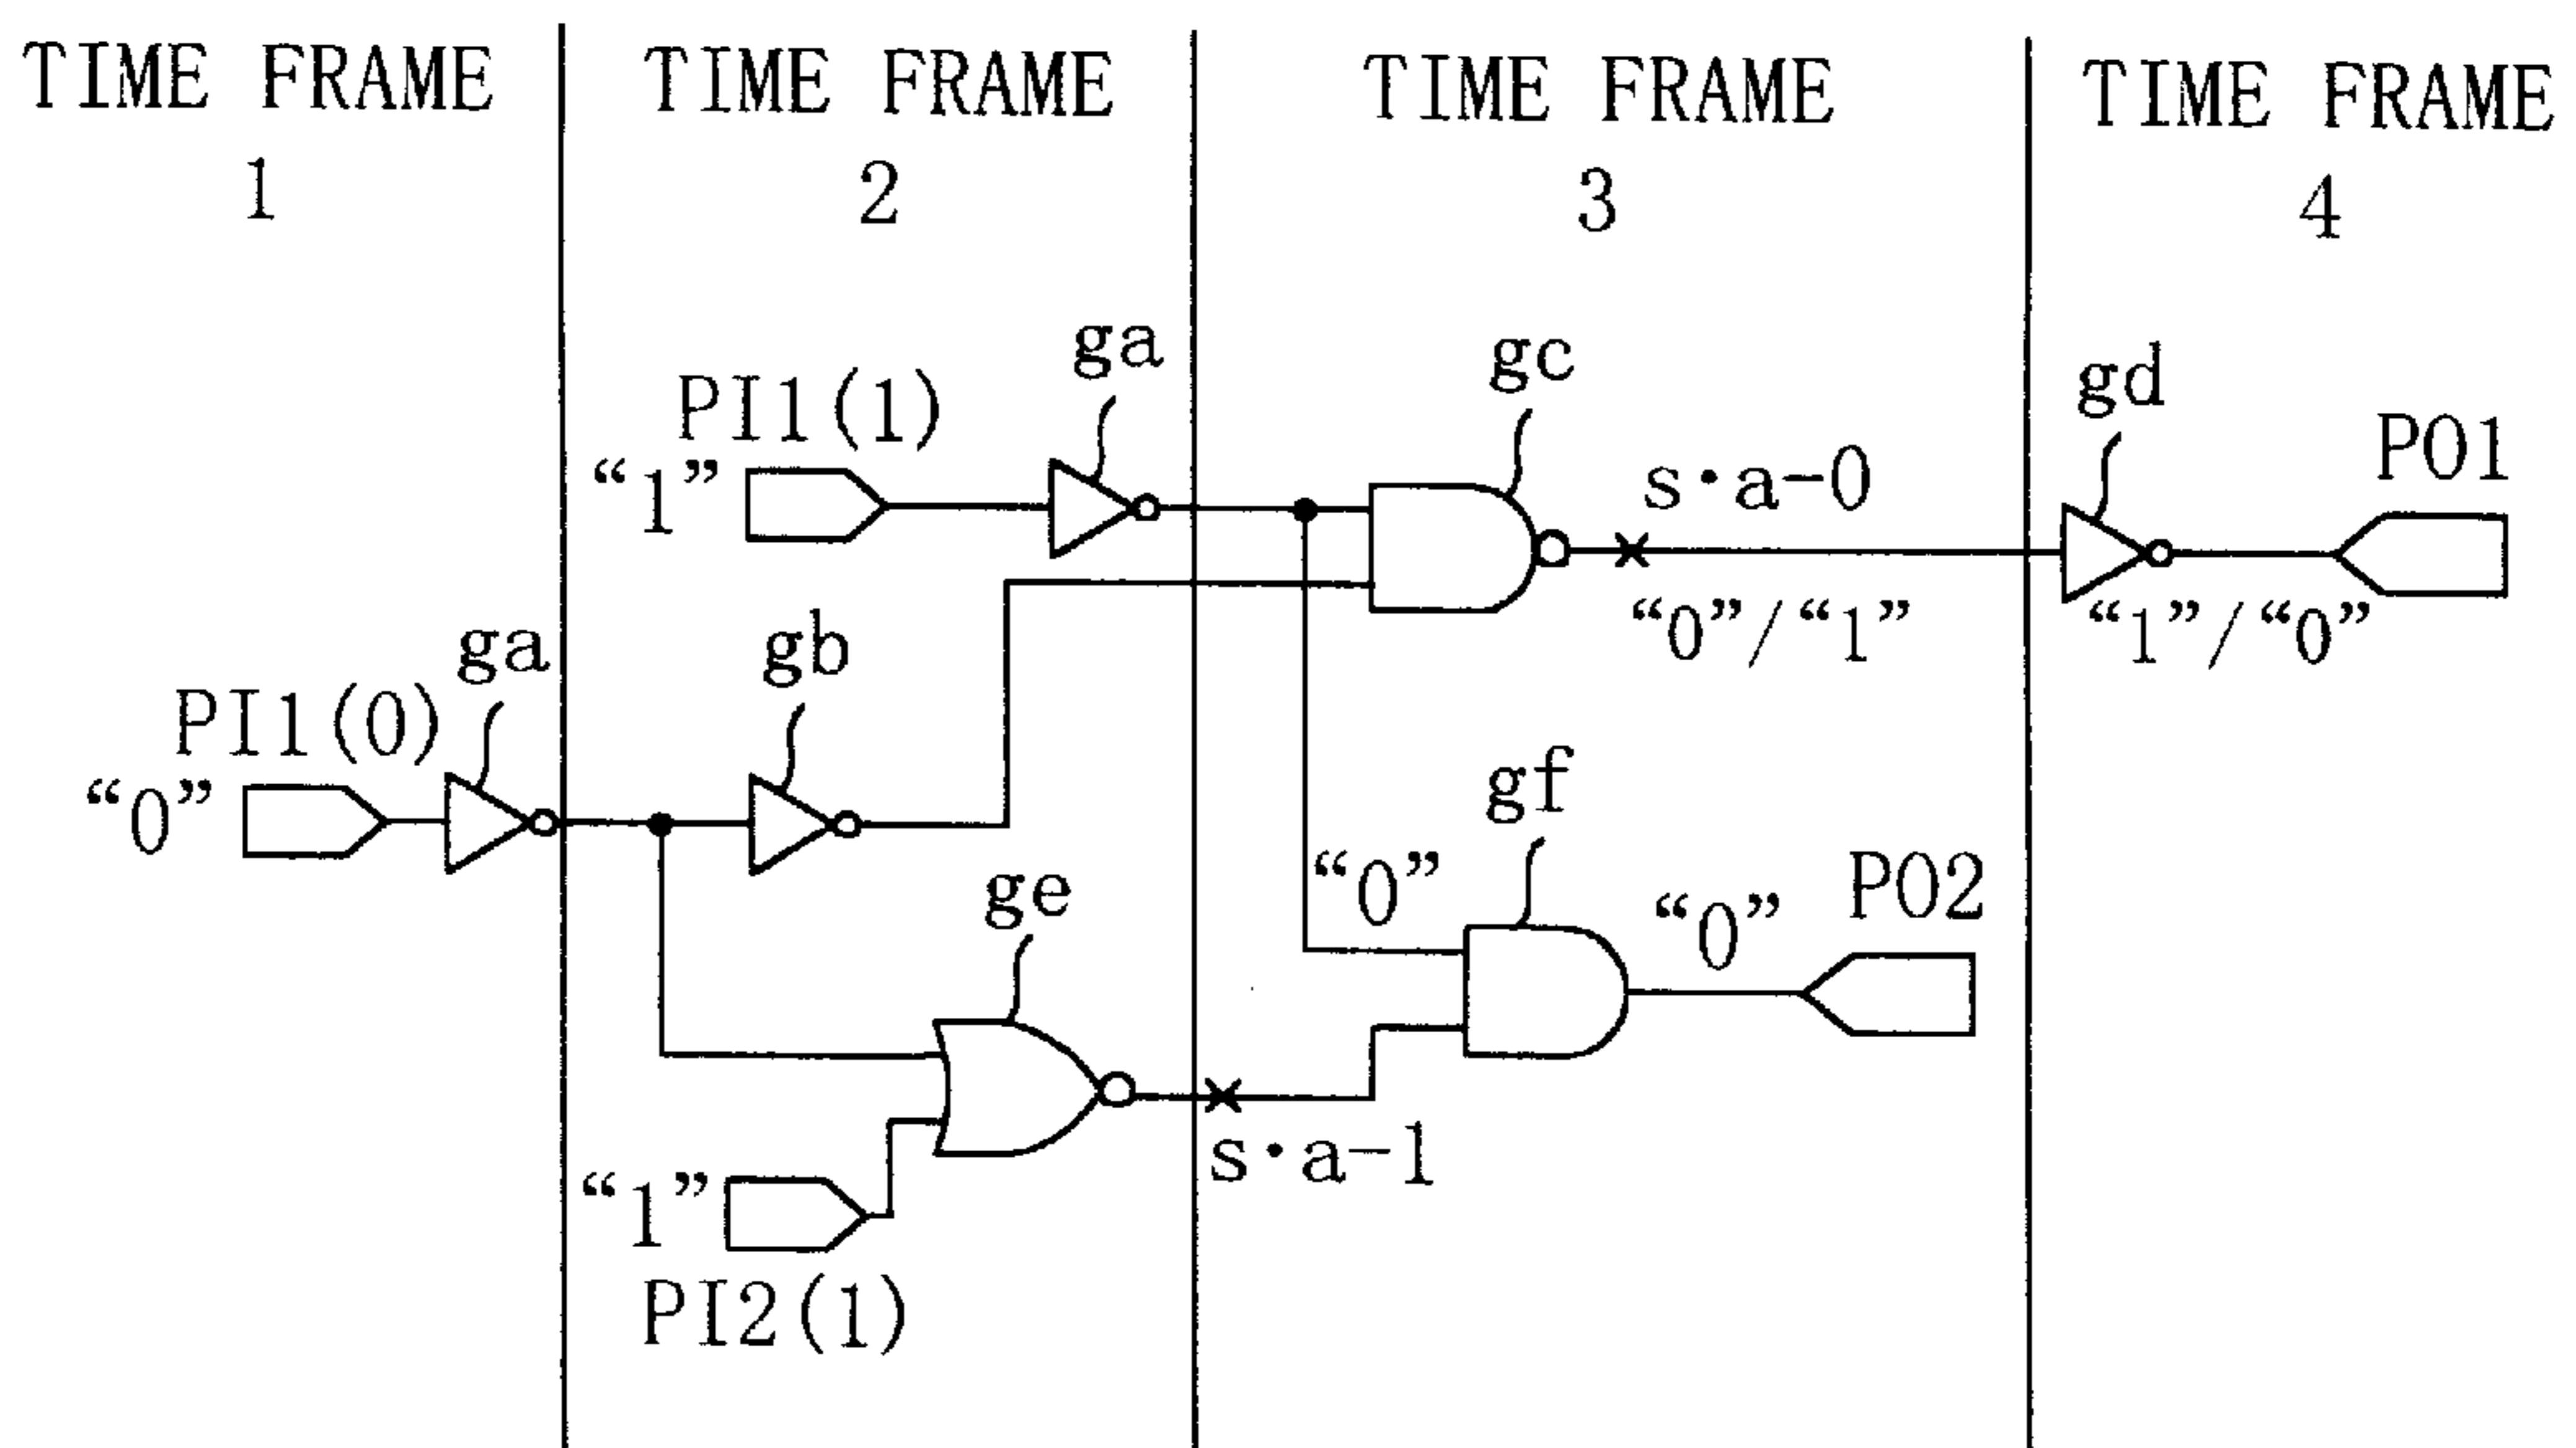 TIME FRAME
1
TIME FRAME
2
TIME FRAME
3
TIME FRAME
4
ga
PI1(1)
“1”
gc
s·a-0
“0”/“1”
gd
PO1
“1”/“0”
ga
PI1(0)
“0”
gb
ge
gf
“0”
“0”
PO2
s·a-1
“1”
PI2(1)